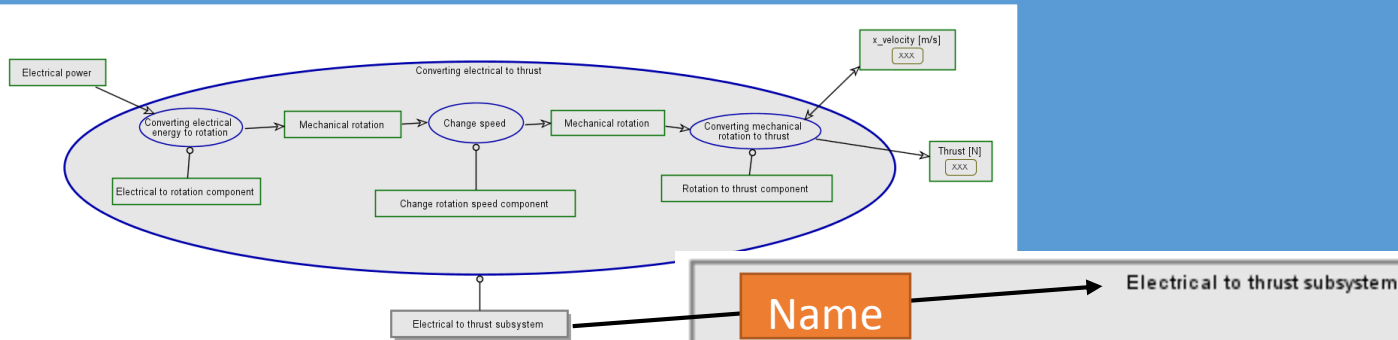 x_velocity [m/s]
xxx
Electrical power
Converting electrical to thrust
Converting electrical
energy to rotation
Mechanical rotation
Change speed
Mechanical rotation
Converting mechanical
rotation to thrust
Thrust [N]
xxx
Electrical to rotation component
Change rotation speed component
Rotation to thrust component
Electrical to thrust subsystem
Name
Electrical to thrust subsystem